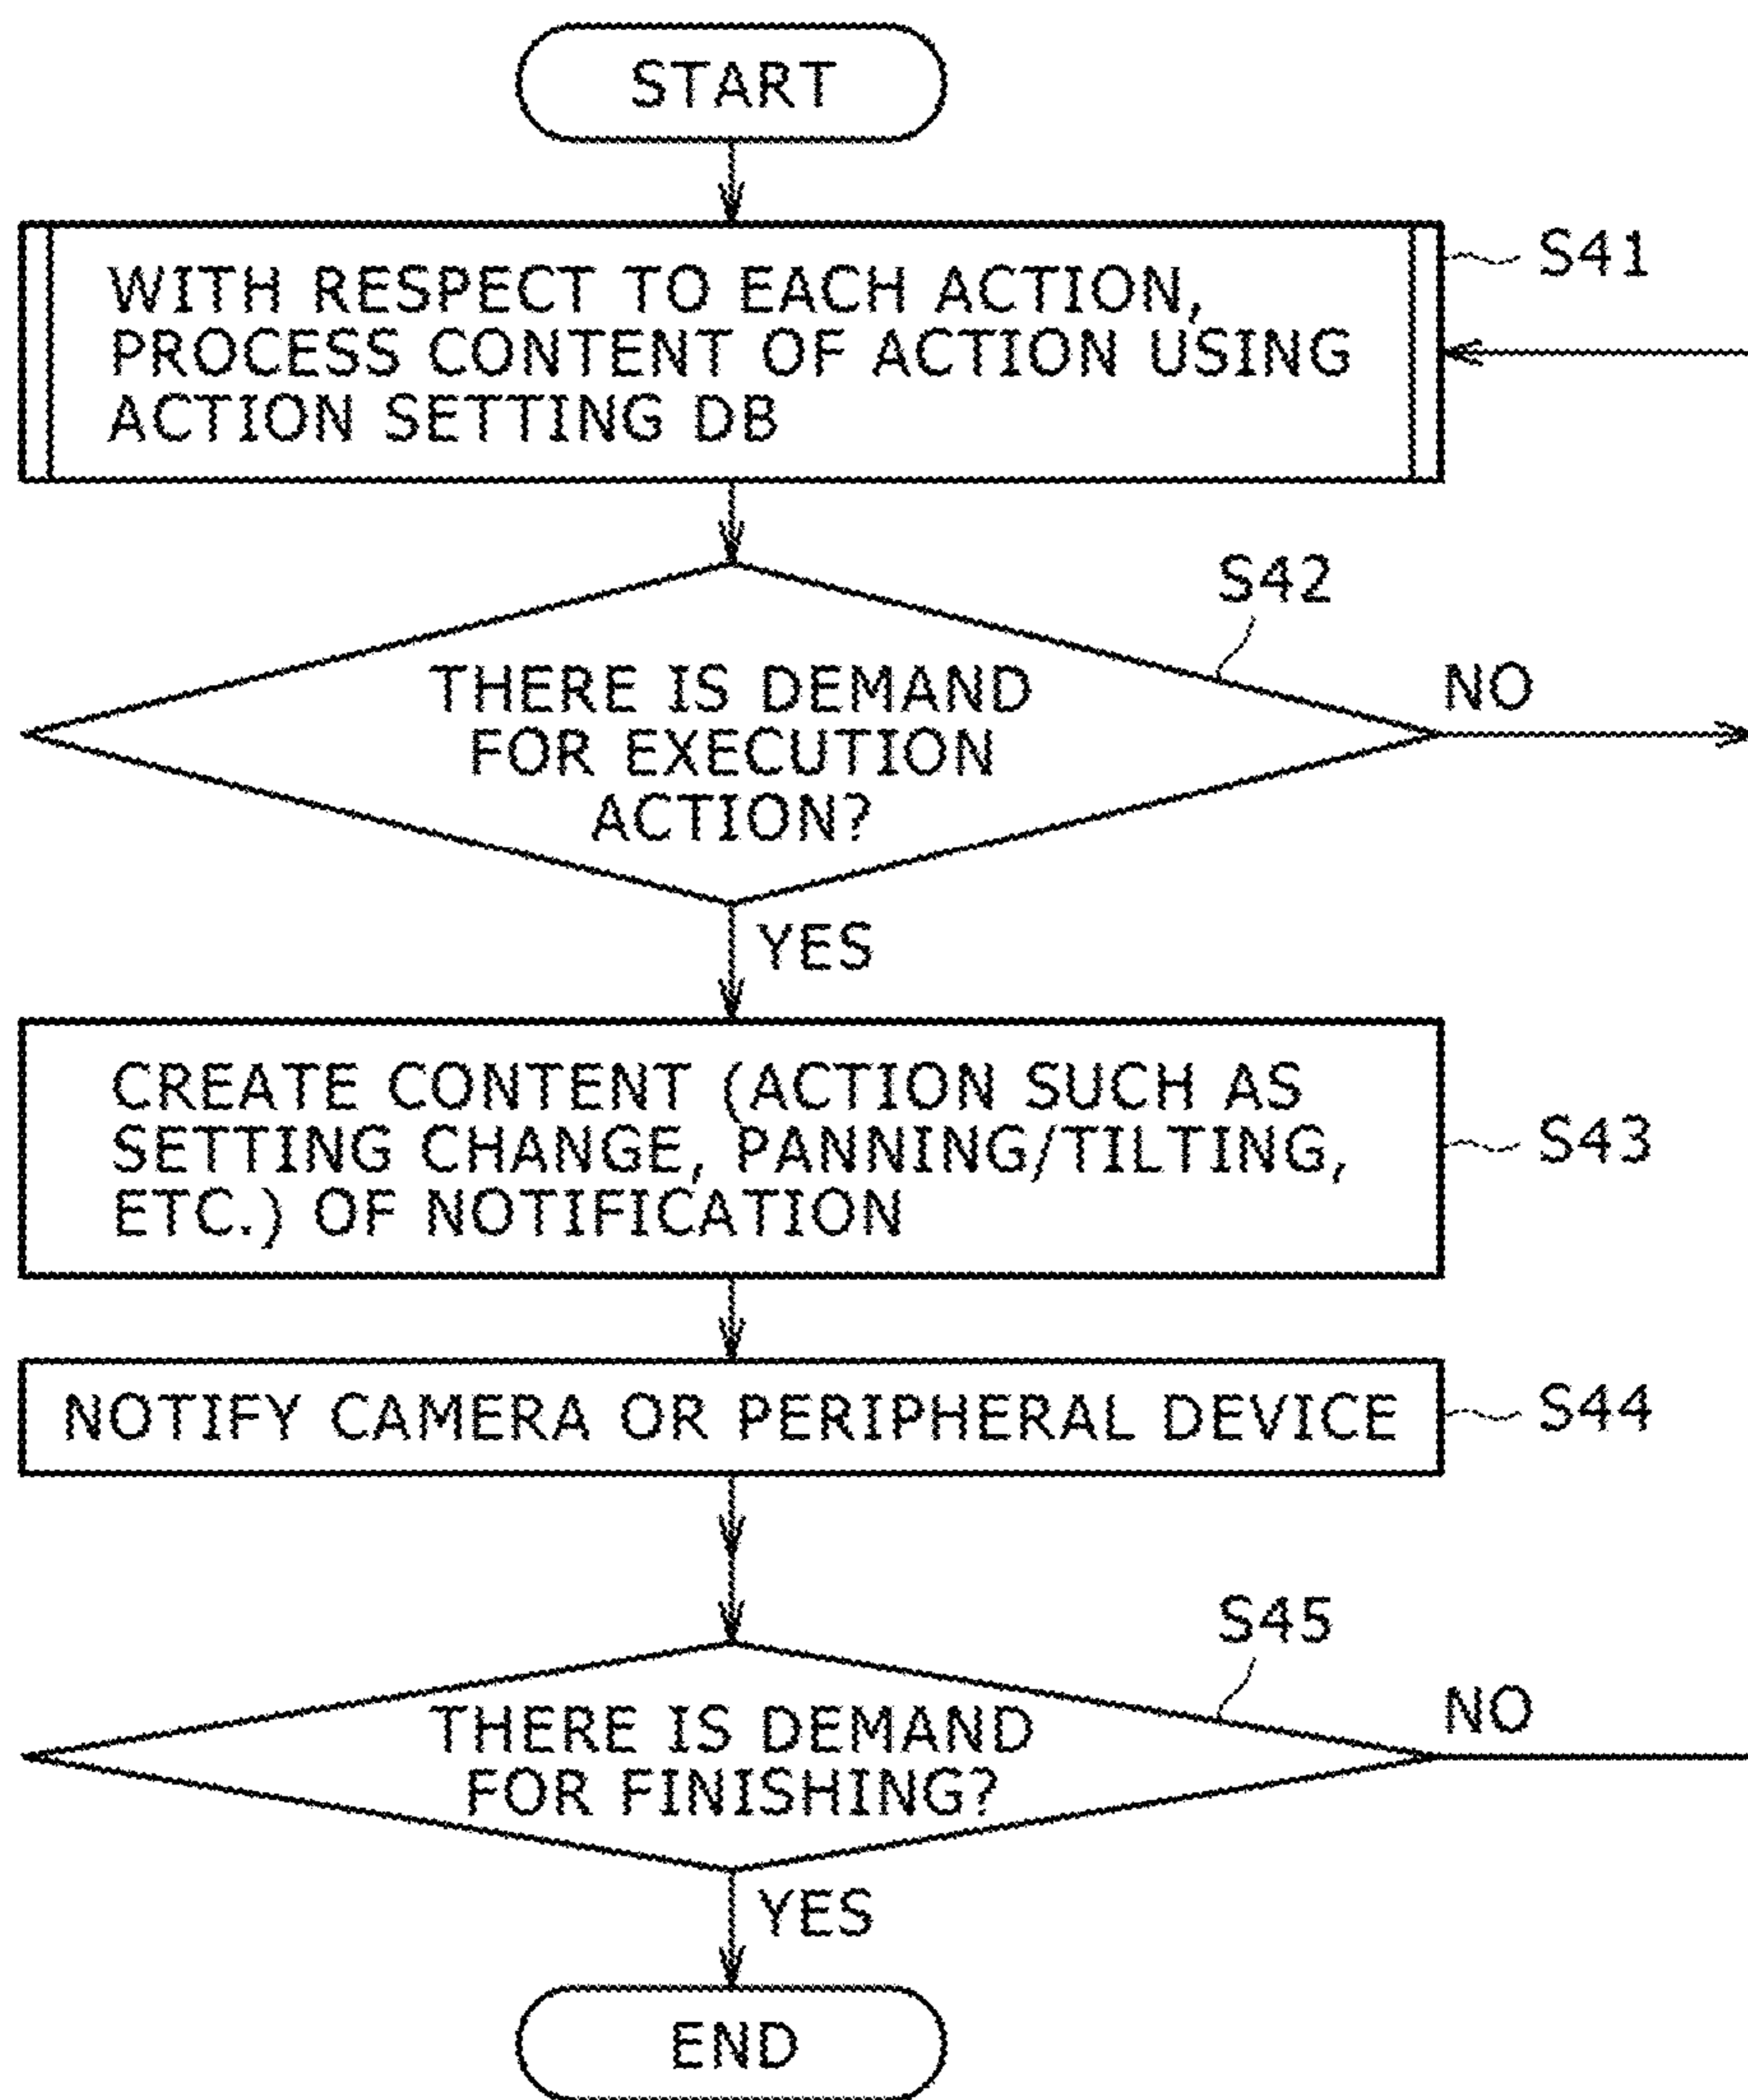 START
WITH RESPECT TO EACH ACTION,
PROCESS CONTENT OF ACTION USING
ACTION SETTING DB
S41
S42
THERE IS DEMAND
FOR EXECUTION
ACTION?
NO
YES
CREATE CONTENT (ACTION SUCH AS
SETTING CHANGE, PANNING/TILTING,
ETC.) OF NOTIFICATION
S43
NOTIFY CAMERA OR PERIPHERAL DEVICE
S44
S45
THERE IS DEMAND
FOR FINISHING?
NO
YES
END